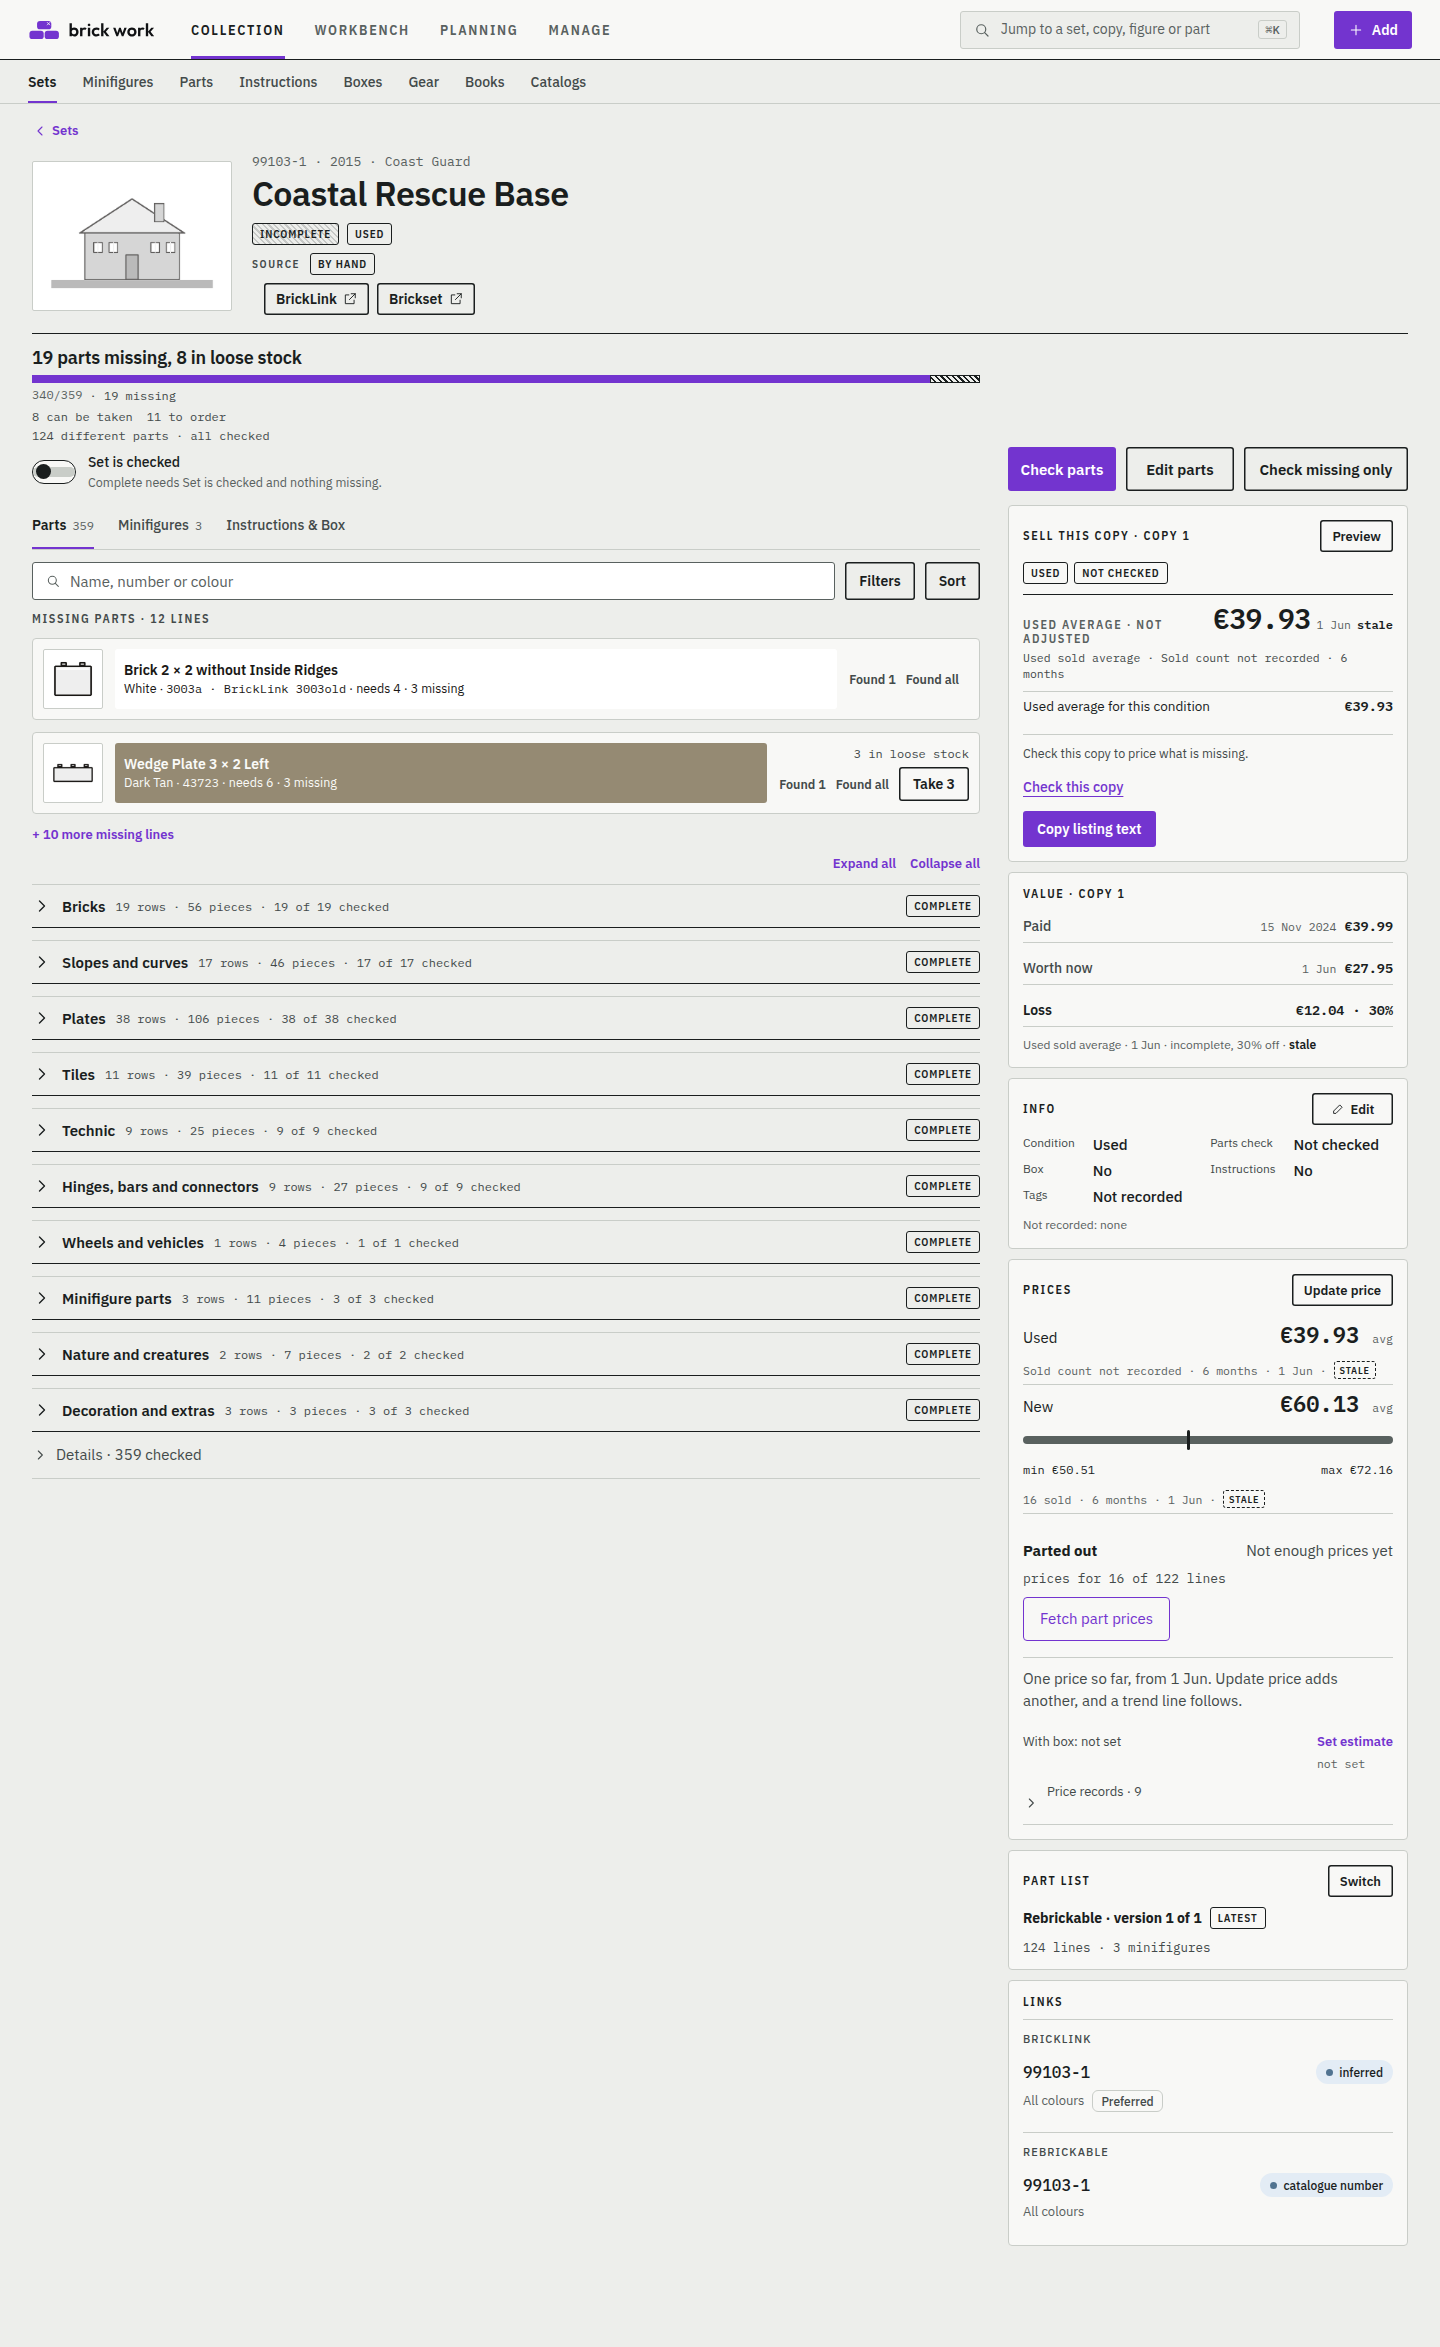 brick work
COLLECTION WORKBENCH PLANNING MANAGE
Jump to a set, copy, figure or part ⌘K
Add
Sets Minifigures Parts Instructions Boxes Gear Books Catalogs
Sets
99103-1 · 2015 · Coast Guard
Coastal Rescue Base
INCOMPLETE USED
SOURCE BY HAND
BrickLink Brickset
19 parts missing, 8 in loose stock
340/359 · 19 missing
8 can be taken 11 to order
124 different parts · all checked
Set is checked
Complete needs Set is checked and nothing missing.
Parts 359 Minifigures 3 Instructions & Box
Name, number or colour
Filters Sort
MISSING PARTS · 12 LINES
Brick 2 × 2 without Inside Ridges
White · 3003a · BrickLink 3003old · needs 4 · 3 missing
Found 1 Found all
Wedge Plate 3 × 2 Left
Dark Tan · 43723 · needs 6 · 3 missing
3 in loose stock
Found 1 Found all Take 3
+ 10 more missing lines
Expand all Collapse all
Bricks 19 rows · 56 pieces · 19 of 19 checked COMPLETE
Slopes and curves 17 rows · 46 pieces · 17 of 17 checked COMPLETE
Plates 38 rows · 106 pieces · 38 of 38 checked COMPLETE
Tiles 11 rows · 39 pieces · 11 of 11 checked COMPLETE
Technic 9 rows · 25 pieces · 9 of 9 checked COMPLETE
Hinges, bars and connectors 9 rows · 27 pieces · 9 of 9 checked COMPLETE
Wheels and vehicles 1 rows · 4 pieces · 1 of 1 checked COMPLETE
Minifigure parts 3 rows · 11 pieces · 3 of 3 checked COMPLETE
Nature and creatures 2 rows · 7 pieces · 2 of 2 checked COMPLETE
Decoration and extras 3 rows · 3 pieces · 3 of 3 checked COMPLETE
Details · 359 checked
Check parts Edit parts Check missing only
SELL THIS COPY · COPY 1 Preview
USED NOT CHECKED
USED AVERAGE · NOT
ADJUSTED
€39.93 1 Jun stale
Used sold average · Sold count not recorded · 6
months
Used average for this condition €39.93
Check this copy to price what is missing.
Check this copy
Copy listing text
VALUE · COPY 1
Paid 15 Nov 2024 €39.99
Worth now 1 Jun €27.95
Loss €12.04 · 30%
Used sold average · 1 Jun · incomplete, 30% off · stale
INFO Edit
Condition Used Parts check Not checked
Box No Instructions No
Tags Not recorded
Not recorded: none
PRICES Update price
Used €39.93 avg
Sold count not recorded · 6 months · 1 Jun · STALE
New €60.13 avg
min €50.51 max €72.16
16 sold · 6 months · 1 Jun · STALE
Parted out Not enough prices yet
prices for 16 of 122 lines
Fetch part prices
One price so far, from 1 Jun. Update price adds
another, and a trend line follows.
With box: not set Set estimate
not set
Price records · 9
PART LIST Switch
Rebrickable · version 1 of 1 LATEST
124 lines · 3 minifigures
LINKS
BRICKLINK
99103-1 inferred
All colours Preferred
REBRICKABLE
99103-1 catalogue number
All colours